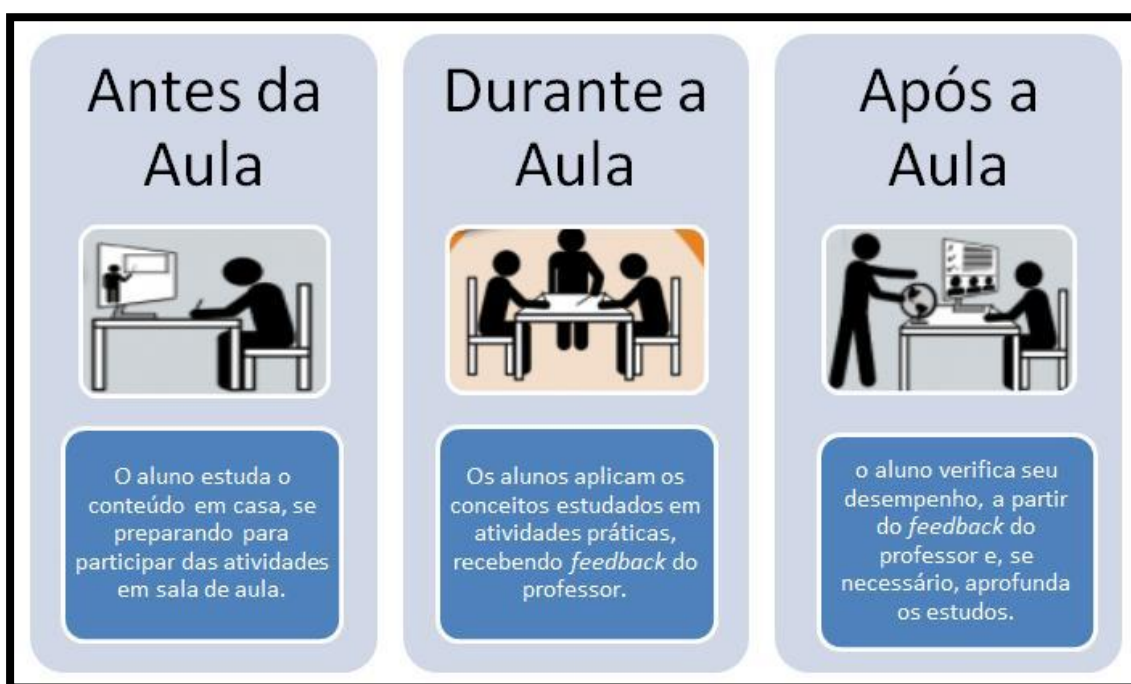 Antes da
Aula
O aluno estuda o
conteúdo em casa, se
preparando para
participar das atividades
em sala de aula.
Durante a
Aula
Os alunos aplicam os
conceitos estudados em
atividades práticas,
recebendo feedback do
professor.
Após a
Aula
o aluno verifica seu
desempenho, a partir
do feedback do
professor e, se
necessário, aprofunda
os estudos.